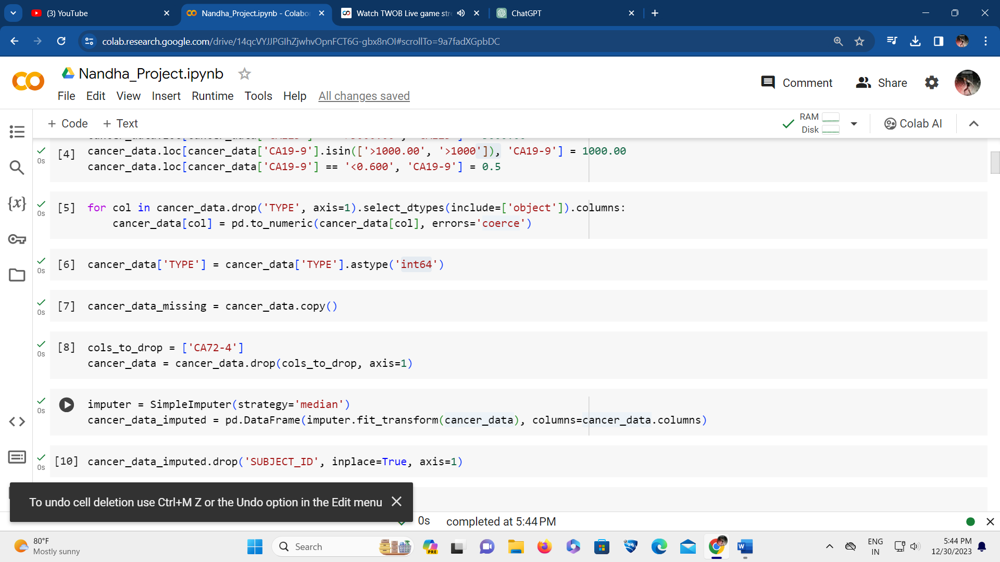 (3) YouTube
Nandha_Project.ipynb - Colabo
Watch TWOB Live game stre
ChatGPT
colab.research.google.com/drive/14qcVYJJPGIhZjwhvOpnFCT6G-gbx8nOI#scrollTo=9a7fadXGpbDC
Nandha_Project.ipynb
File Edit View Insert Runtime Tools Help All changes saved
Comment
Share
+ Code + Text
RAM
Disk
Colab AI
[4] cancer_data.loc[cancer_data['CA19-9'].isin(['>1000.00', '>1000']), 'CA19-9'] = 1000.00
0s
cancer_data.loc[cancer_data['CA19-9'] == '<0.600', 'CA19-9'] = 0.5
[5] for col in cancer_data.drop('TYPE', axis=1).select_dtypes(include=['object']).columns:
0s
cancer_data[col] = pd.to_numeric(cancer_data[col], errors='coerce')
[6] cancer_data['TYPE'] = cancer_data['TYPE'].astype('int64')
0s
[7] cancer_data_missing = cancer_data.copy()
0s
[8] cols_to_drop = ['CA72-4']
0s
cancer_data = cancer_data.drop(cols_to_drop, axis=1)
imputer = SimpleImputer(strategy='median')
0s
cancer_data_imputed = pd.DataFrame(imputer.fit_transform(cancer_data), columns=cancer_data.columns)
[10] cancer_data_imputed.drop('SUBJECT_ID', inplace=True, axis=1)
0s
To undo cell deletion use Ctrl+M Z or the Undo option in the Edit menu
0s completed at 5:44 PM
80°F
Mostly sunny
Search
PRE
ENG
IN
5:44 PM
12/30/2023